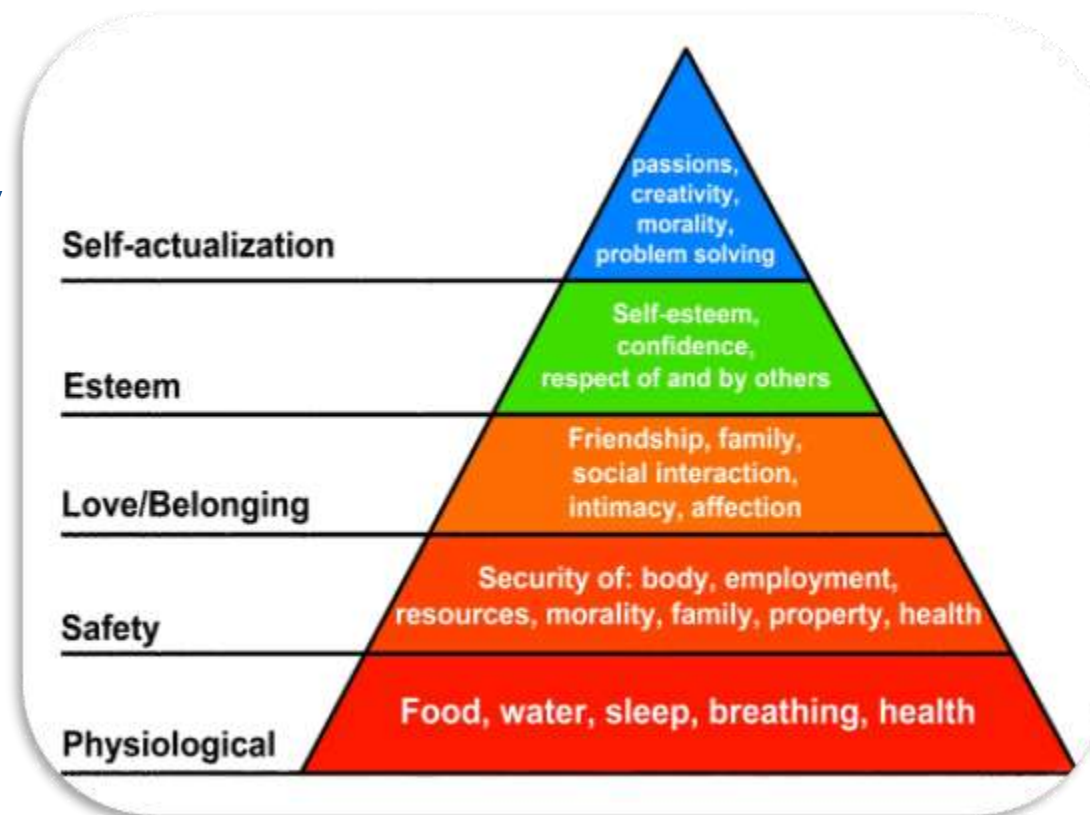 passions,
creativity,
morality,
problem solving
Self-actualization
Self-esteem,
confidence,
respect of and by others
Esteem
Friendship, family,
social interaction,
intimacy, affection
Love/Belonging
Security of: body, employment,
resources, morality, family, property, health
Safety
Food, water, sleep, breathing, health
Physiological